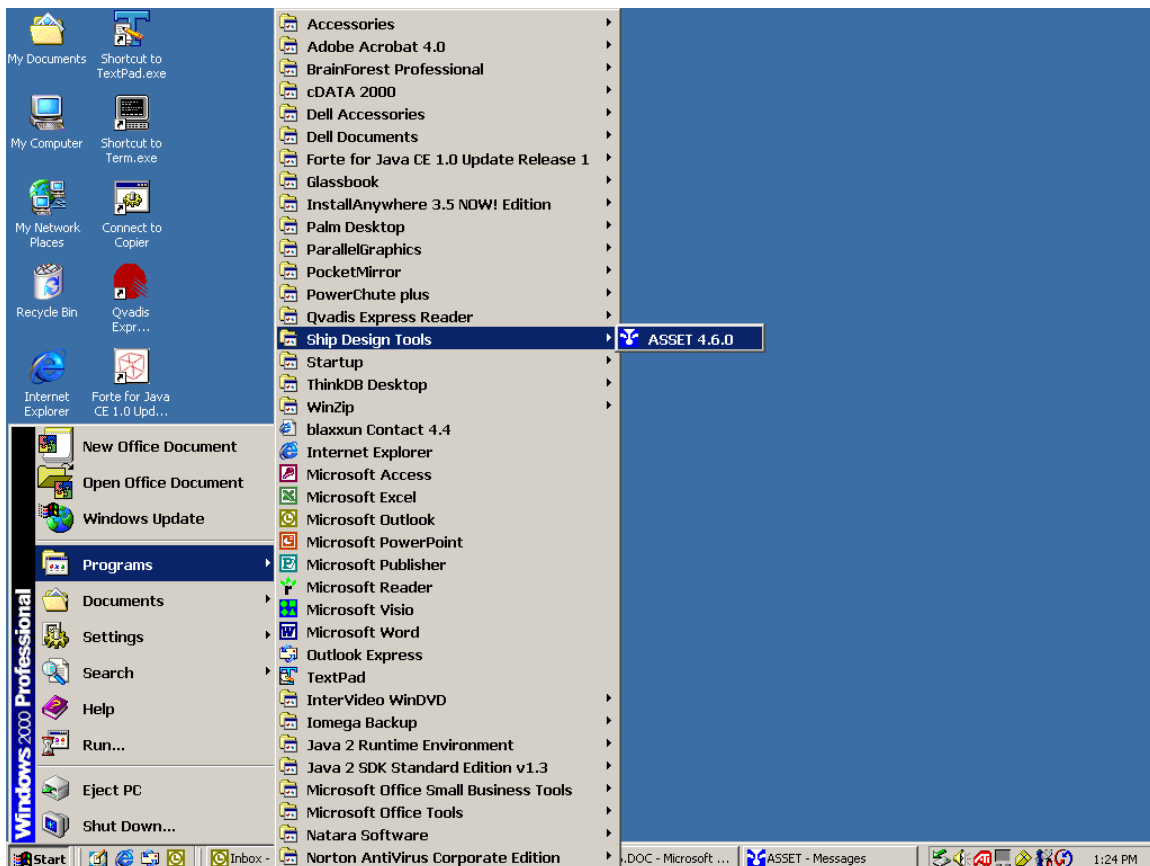 My Documents
Shortcut to
TextPad.exe
My Computer
Shortcut to
Term.exe
My Network
Places
Connect to
Copier
Recycle Bin
Qvadis
Expr...
Internet
Explorer
Forte for Java
CE 1.0 Upd...
New Office Document
Open Office Document
Windows Update
Programs
Documents
Settings
Search
Help
Run...
Eject PC
Shut Down...
Windows 2000 Professional
Accessories
Adobe Acrobat 4.0
BrainForest Professional
cDATA 2000
Dell Accessories
Dell Documents
Forte for Java CE 1.0 Update Release 1
Glassbook
InstallAnywhere 3.5 NOW! Edition
Palm Desktop
ParallelGraphics
PocketMirror
PowerChute plus
Qvadis Express Reader
Ship Design Tools
ASSET 4.6.0
Startup
ThinkDB Desktop
WinZip
blaxxun Contact 4.4
Internet Explorer
Microsoft Access
Microsoft Excel
Microsoft Outlook
Microsoft PowerPoint
Microsoft Publisher
Microsoft Reader
Microsoft Visio
Microsoft Word
Outlook Express
TextPad
InterVideo WinDVD
Iomega Backup
Java 2 Runtime Environment
Java 2 SDK Standard Edition v1.3
Microsoft Office Small Business Tools
Microsoft Office Tools
Natara Software
Norton AntiVirus Corporate Edition
Start
Inbox -
.DOC - Microsoft ...
ASSET - Messages
1:24 PM